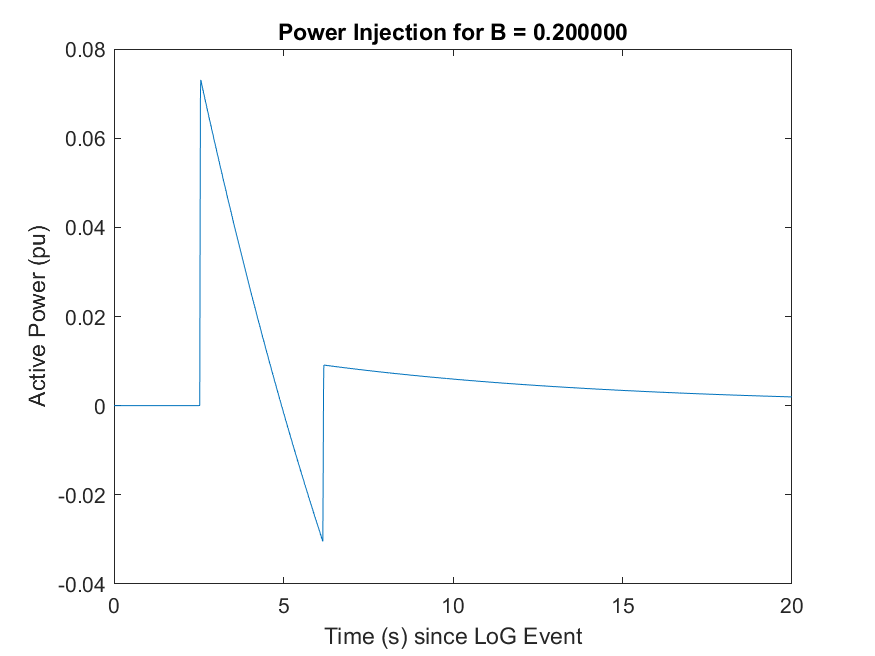 Power Injection for B = 0.200000
0.08
0.06
0.04
0.02
0
-0.02
-0.04
Active Power (pu)
0 5 10 15 20
Time (s) since LoG Event